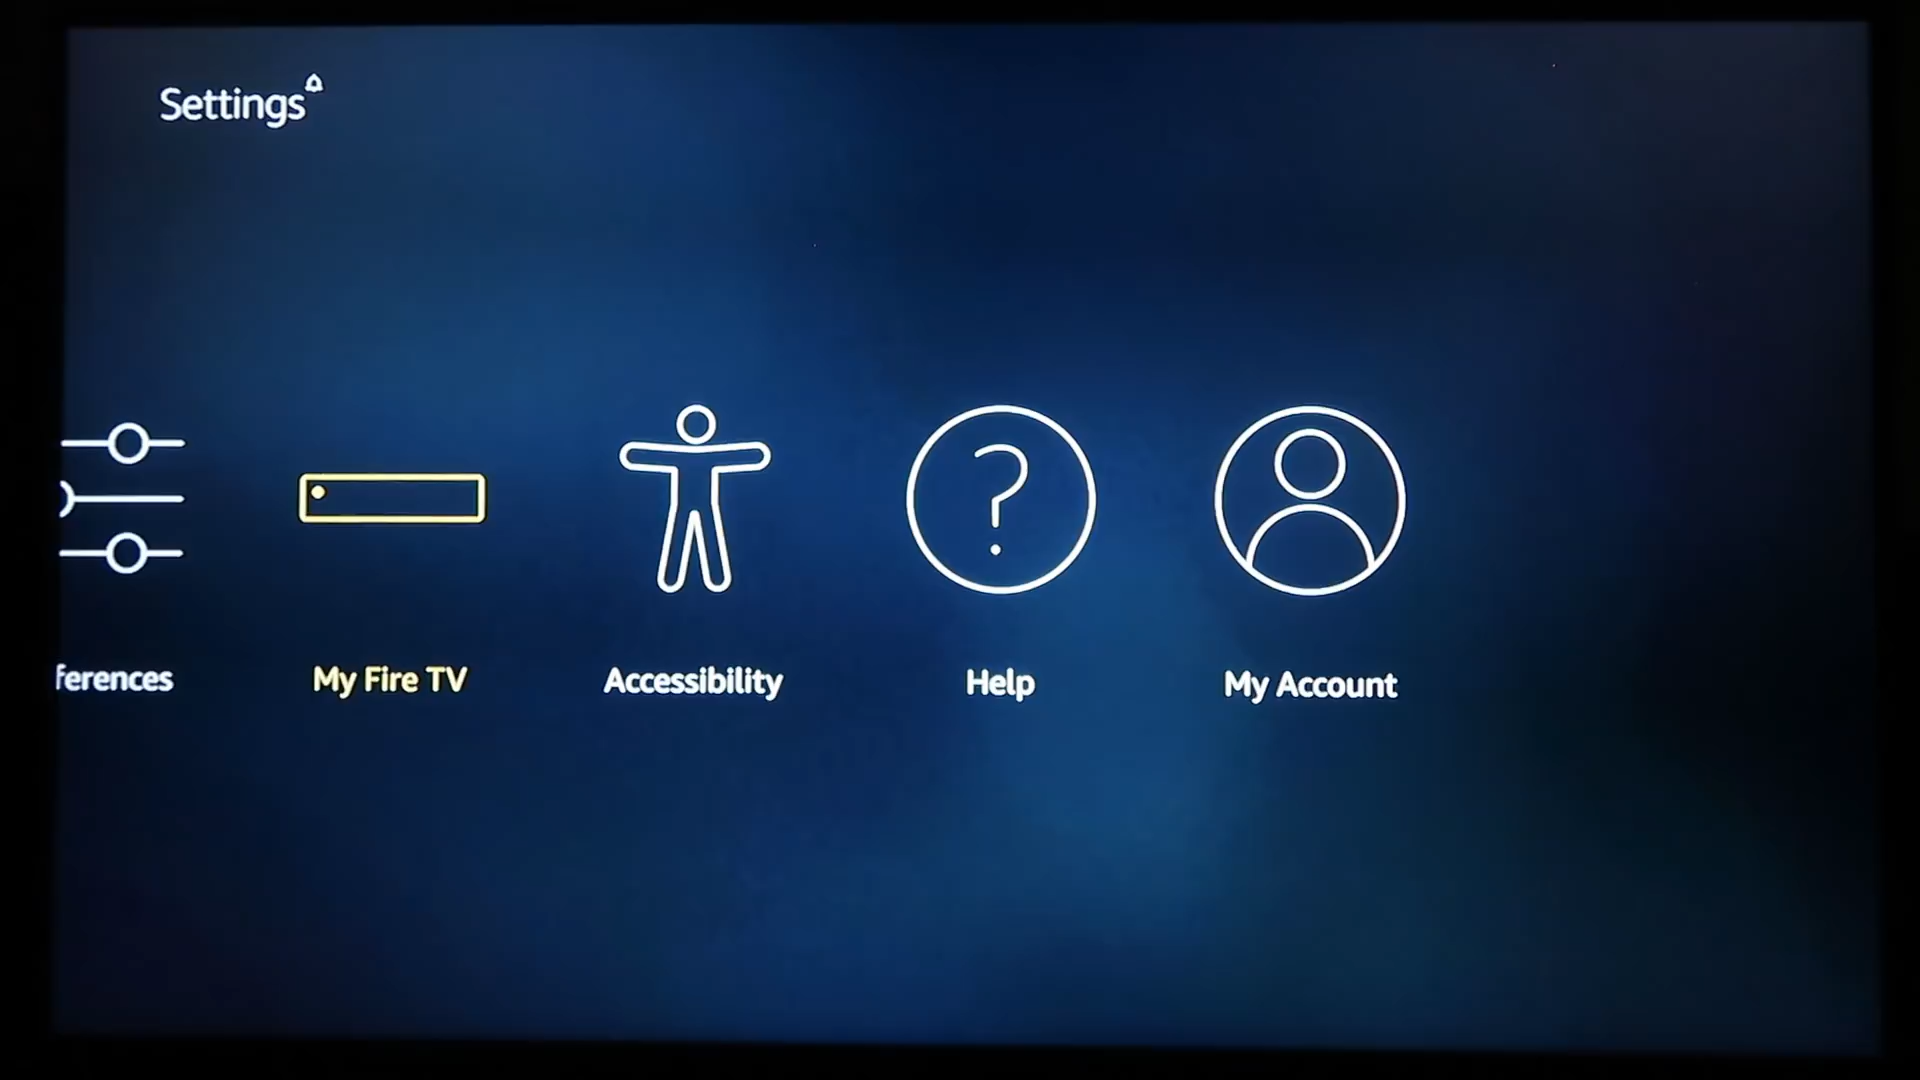 Settings
ferences
My Fire TV
Accessibility
Help
My Account